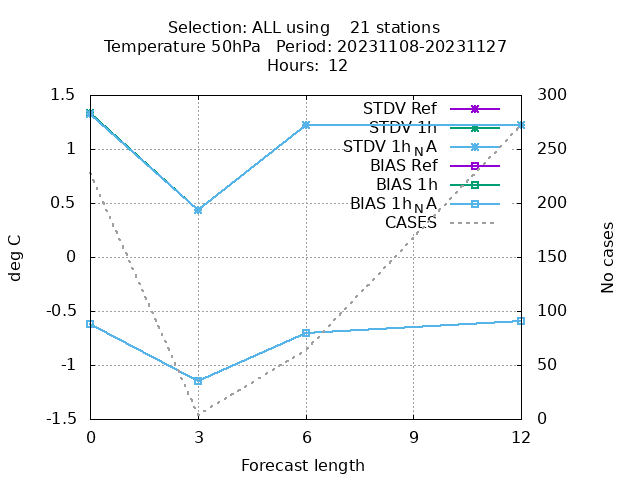 Selection: ALL using    21 stations
Temperature 50hPa   Period: 20231108-20231127
Hours: 12
1.5
1
0.5
0
-0.5
-1
-1.5
300
250
200
150
100
50
0
deg C
No cases
STDV Ref
STDV 1h
STDV 1hNA
BIAS Ref
BIAS 1h
BIAS 1hNA
CASES
0 3 6 9 12
Forecast length